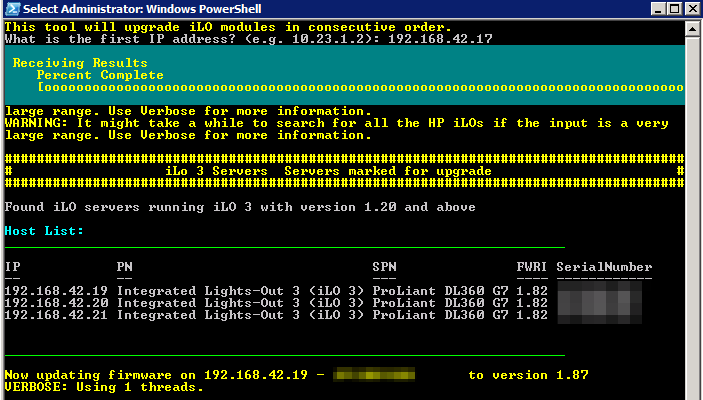 Select Administrator: Windows PowerShell
This tool will upgrade iLO modules in consecutive order.
What is the first IP address? (e.g. 10.23.1.2): 192.168.42.17
Receiving Results
Percent Complete
[ooooooooooooooooooooooooooooooooooooooooooooooooooooooooooooooooooooooooooooooo
large range. Use Verbose for more information.
WARNING: It might take a while to search for all the HP iLOs if the input is a very
large range. Use Verbose for more information.
#####################################################################################
# iLo 3 Servers Servers marked for upgrade #
#####################################################################################
Found iLO servers running iLO 3 with version 1.20 and above
Host List:
______________________________________________________________________
IP PN SPN FWRI SerialNumber
-- -- --- ---- ------------
192.168.42.19 Integrated Lights-Out 3 (iLO 3) ProLiant DL360 G7 1.82
192.168.42.20 Integrated Lights-Out 3 (iLO 3) ProLiant DL360 G7 1.82
192.168.42.21 Integrated Lights-Out 3 (iLO 3) ProLiant DL360 G7 1.82
______________________________________________________________________
Now updating firmware on 192.168.42.19 - to version 1.87
VERBOSE: Using 1 threads.